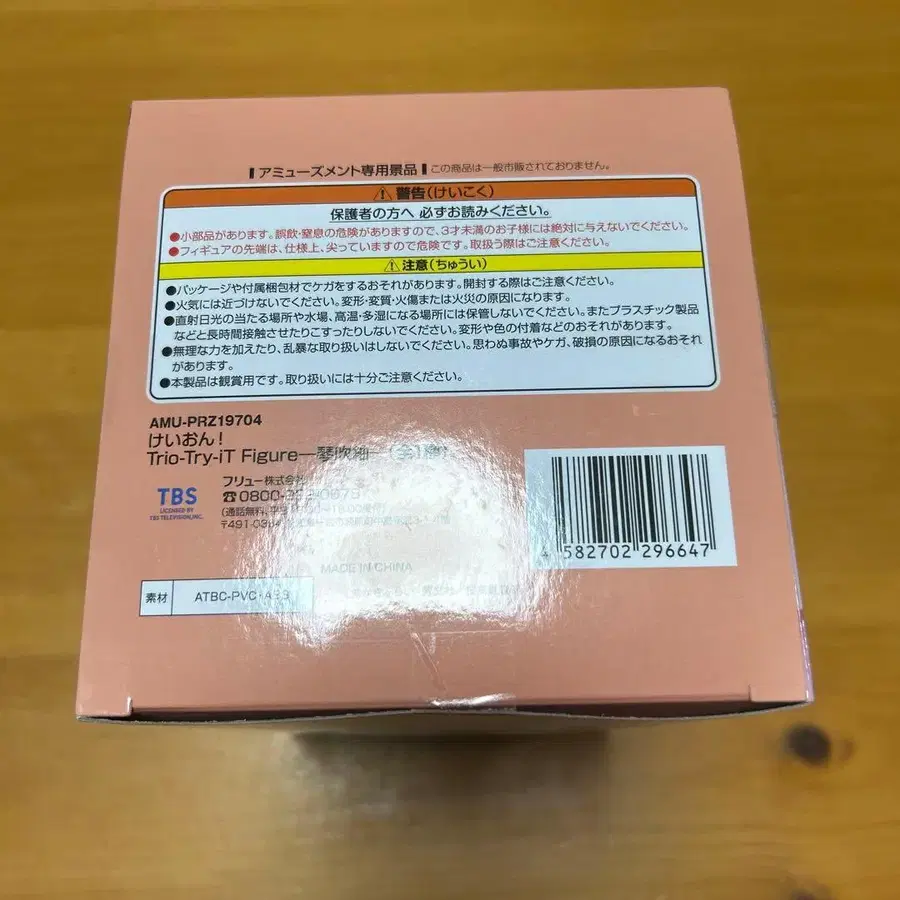 アミューズメント専用景品 この商品は一般市販されておりません。
⚠警告(けいこく)
保護者の方へ 必ずお読みください。
●小部品があります。誤飲・窒息の危険がありますので、3才未満のお子様には絶対に与えないでください。
●フィギュアの先端は、仕様上、尖っていますので危険です。取扱う際はご注意ください。
⚠注意(ちゅうい)
●パッケージや付属梱包材でケガをするおそれがあります。開封する際はご注意ください。
●火気には近づけないでください。変形・変質・火傷または火災の原因になります。
●直射日光の当たる場所や水場、高温・多湿になる場所には保管しないでください。またプラスチック製品
などと長時間接触させたりこすったりしないでください。変形や色の付着などのおそれがあります。
●無理な力を加えたり、乱暴な取り扱いはしないでください。思わぬ事故やケガ、破損の原因になるおそれ
があります。
●本製品は観賞用です。取り扱いには十分ご注意ください。
AMU-PRZ19704
けいおん!
Trio-Try-iT Figure―琴吹紬―(全1種)
フリュー株式会社
TBS
LICENSED BY
TBS TELEVISION, INC.
☎0800-
(通話無料、
〒491-
MADE IN CHINA
素材 ATBC-PVC・ABS
4 582702 296647